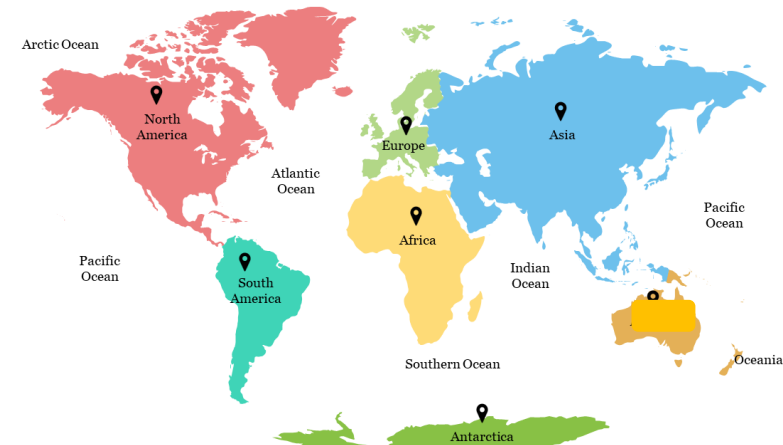 Arctic Ocean
North
America
Europe
Asia
Atlantic
Ocean
Pacific
Ocean
Africa
Pacific
Ocean
Indian
Ocean
South
America
Southern Ocean
Oceania
Antarctica